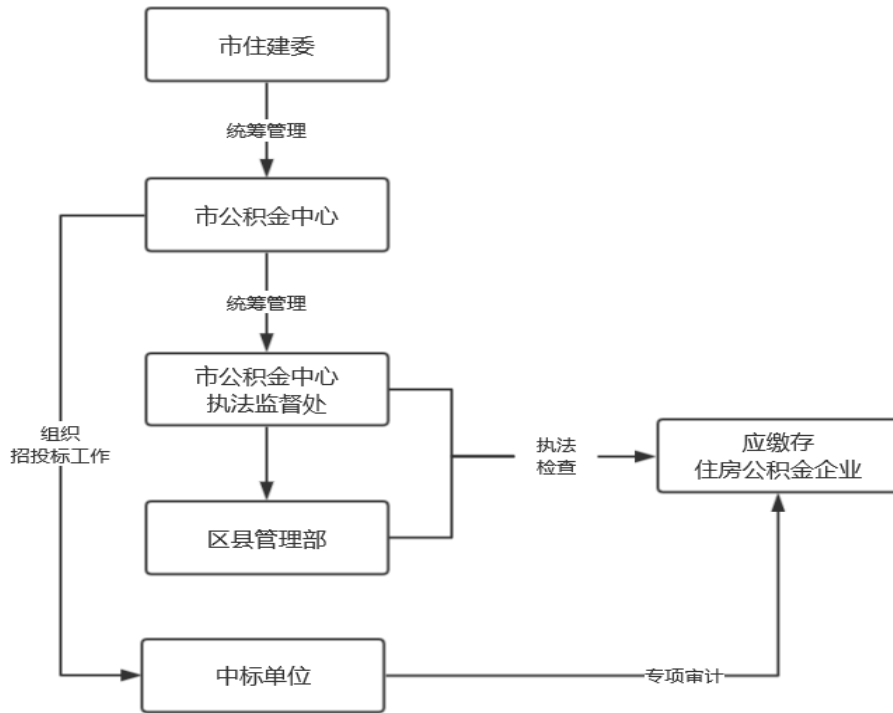 市住建委
统筹管理
市公积金中心
统筹管理
市公积金中心
执法监督处
组织
招投标工作
执法
检查
应缴存
住房公积金企业
区县管理部
中标单位
专项审计